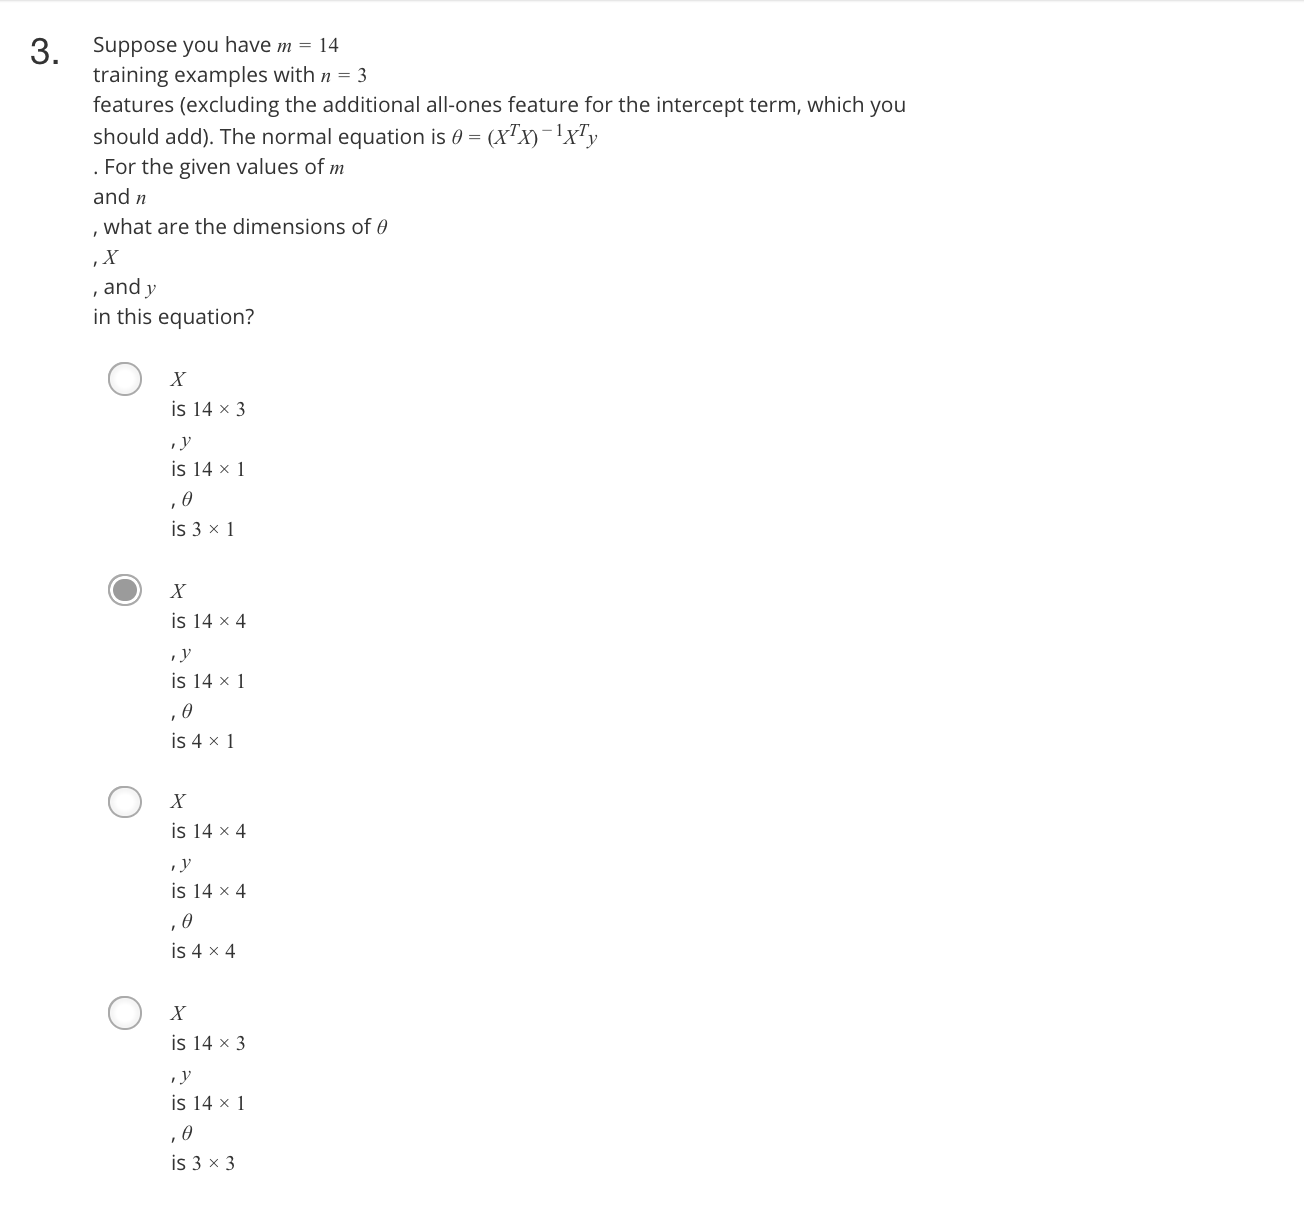 3. Suppose you have m = 14
training examples with n = 3
features (excluding the additional all-ones feature for the intercept term, which you
should add). The normal equation is θ = (XᵀX)⁻¹Xᵀy
. For the given values of m
and n
, what are the dimensions of θ
, X
, and y
in this equation?
X
is 14 × 3
, y
is 14 × 1
, θ
is 3 × 1
X
is 14 × 4
, y
is 14 × 1
, θ
is 4 × 1
X
is 14 × 4
, y
is 14 × 4
, θ
is 4 × 4
X
is 14 × 3
, y
is 14 × 1
, θ
is 3 × 3